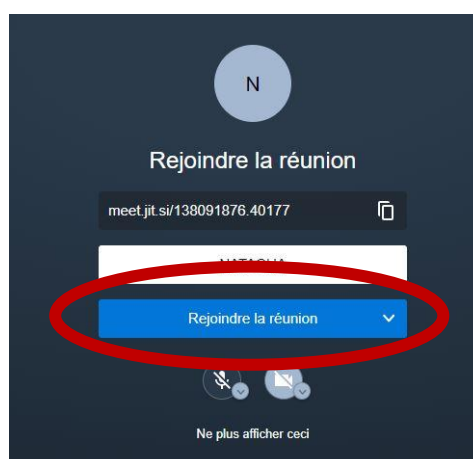 N
Rejoindre la réunion
meet.jit.si/138091876.40177
Rejoindre la réunion
Ne plus afficher ceci